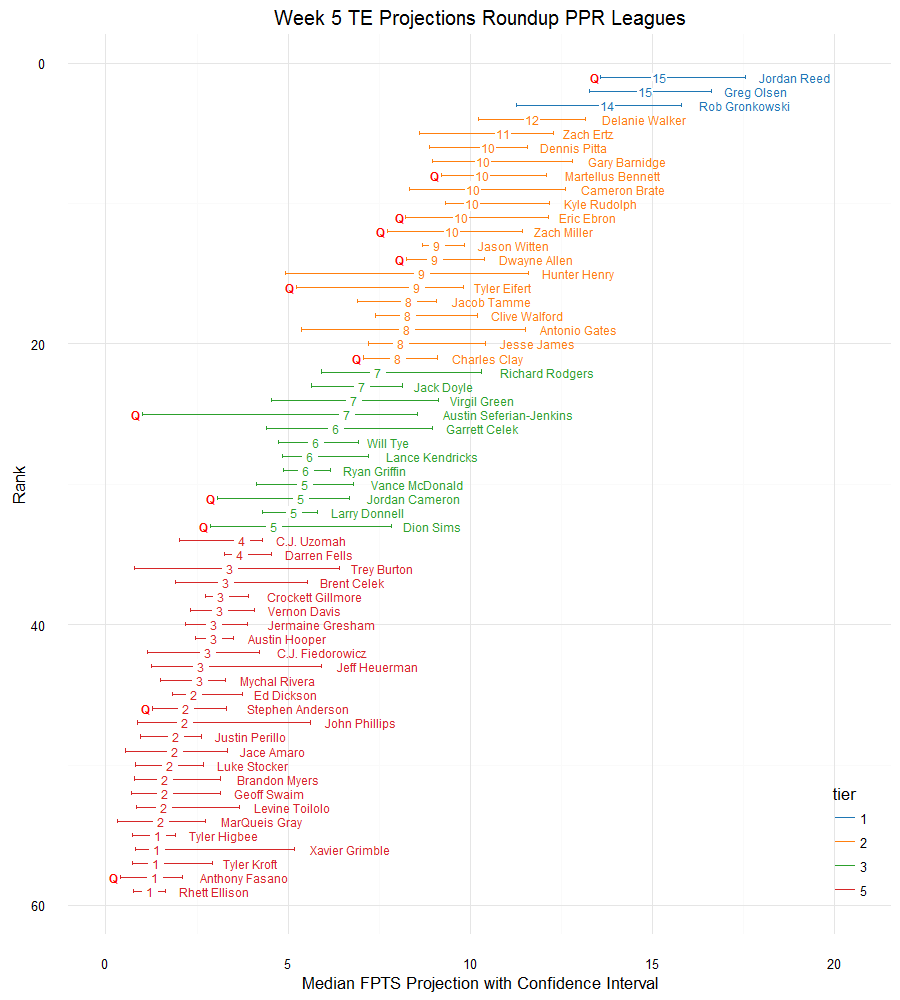 Week 5 TE Projections Roundup PPR Leagues
0
Q 15 Jordan Reed
15 Greg Olsen
14 Rob Gronkowski
12 Delanie Walker
11 Zach Ertz
10 Dennis Pitta
10 Gary Barnidge
Q 10 Martellus Bennett
10 Cameron Brate
10 Kyle Rudolph
Q 10 Eric Ebron
Q 10 Zach Miller
9 Jason Witten
Q 9 Dwayne Allen
9 Hunter Henry
Q 9 Tyler Eifert
8 Jacob Tamme
8 Clive Walford
8 Antonio Gates
20 8 Jesse James
Q 8 Charles Clay
7 Richard Rodgers
7 Jack Doyle
7 Virgil Green
Q 7 Austin Seferian-Jenkins
6 Garrett Celek
6 Will Tye
6 Lance Kendricks
6 Ryan Griffin
5 Vance McDonald
Rank
Q 5 Jordan Cameron
5 Larry Donnell
Q 5 Dion Sims
4 C.J. Uzomah
4 Darren Fells
3 Trey Burton
3 Brent Celek
3 Crockett Gillmore
3 Vernon Davis
40 3 Jermaine Gresham
3 Austin Hooper
3 C.J. Fiedorowicz
3 Jeff Heuerman
3 Mychal Rivera
2 Ed Dickson
Q 2 Stephen Anderson
2 John Phillips
2 Justin Perillo
2 Jace Amaro
2 Luke Stocker
2 Brandon Myers
2 Geoff Swaim
2 Levine Toilolo
2 MarQueis Gray
1 Tyler Higbee
1 Xavier Grimble
1 Tyler Kroft
Q 1 Anthony Fasano
1 Rhett Ellison
60
tier
1
2
3
5
0 5 10 15 20
Median FPTS Projection with Confidence Interval